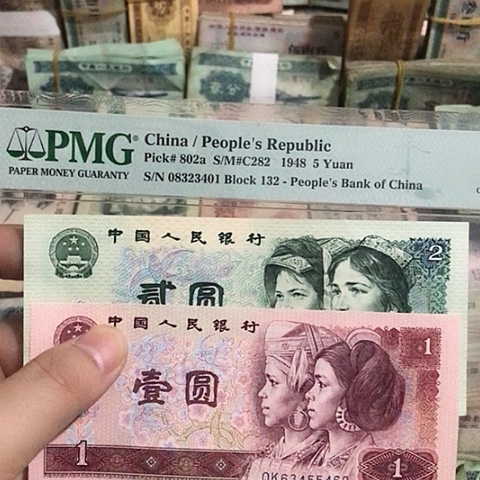 PMG
PAPER MONEY GUARANTY
China / People's Republic
Pick# 802a S/M#C282 1948 5 Yuan
S/N 08323401 Block 132 - People's Bank of China
中国人民银行
2
贰圆
中国人民银行
1
壹圆
1
1